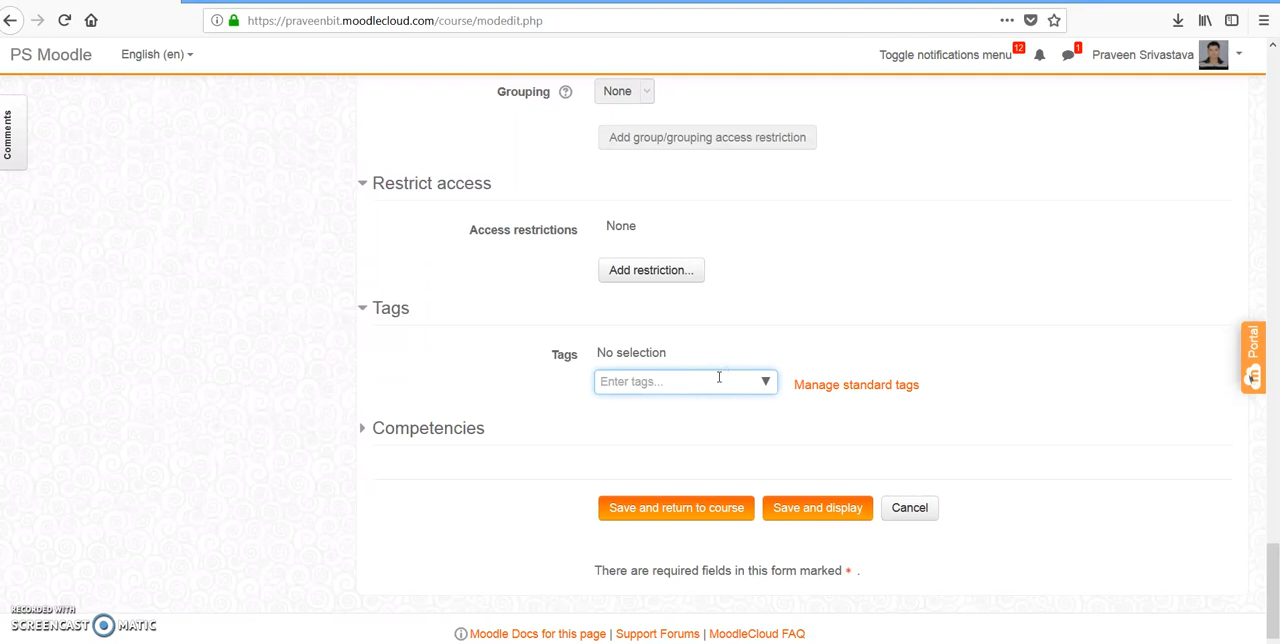 https://praveenbit.moodlecloud.com/course/modedit.php
PS Moodle English (en) Toggle notifications menu 12 1 Praveen Srivastava
Comments
Grouping None
Add group/grouping access restriction
Restrict access
Access restrictions None
Add restriction...
Tags
Tags No selection
Enter tags... Manage standard tags
Portal
Competencies
Save and return to course Save and display Cancel
There are required fields in this form marked * .
RECORDED WITH
SCREENCAST MATIC
Moodle Docs for this page | Support Forums | MoodleCloud FAQ